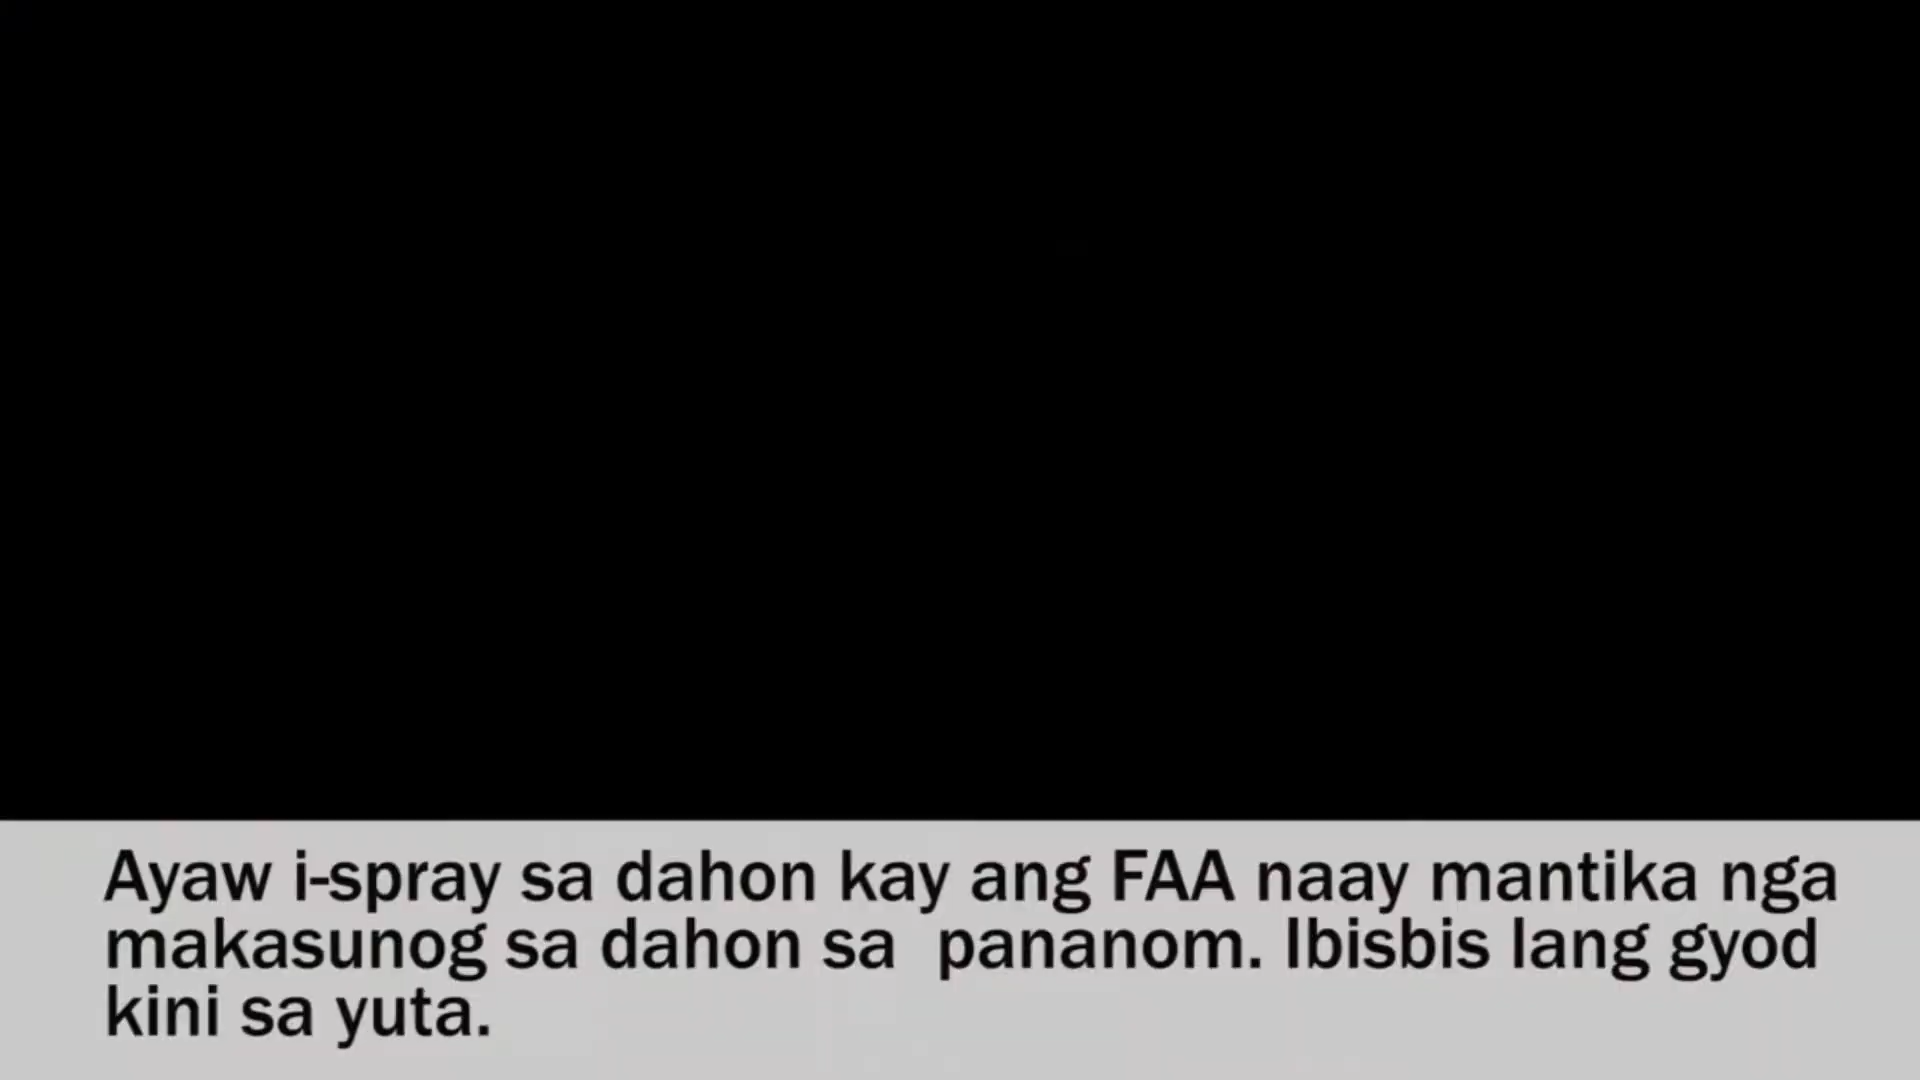 Ayaw i-spray sa dahon kay ang FAA naay mantika nga
makasunog sa dahon sa  pananom. Ibisbis lang gyod
kini sa yuta.